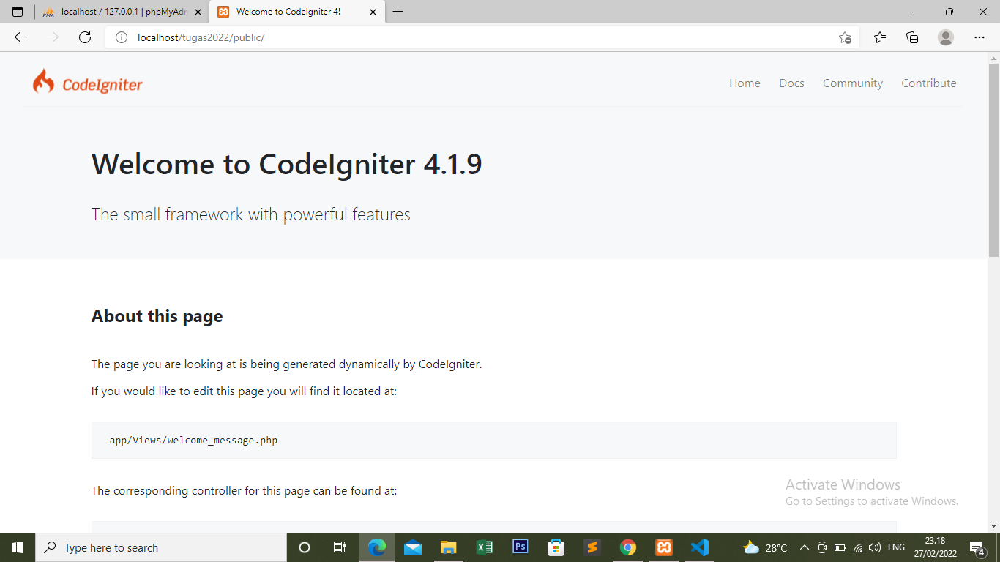 localhost / 127.0.0.1 | phpMyAdm
Welcome to CodeIgniter 4!
localhost/tugas2022/public/
CodeIgniter
Home Docs Community Contribute
Welcome to CodeIgniter 4.1.9
The small framework with powerful features
About this page
The page you are looking at is being generated dynamically by CodeIgniter.
If you would like to edit this page you will find it located at:
app/Views/welcome_message.php
The corresponding controller for this page can be found at:
Activate Windows
Go to Settings to activate Windows.
Type here to search
Ps
28°C
ENG
23.18
27/02/2022
4